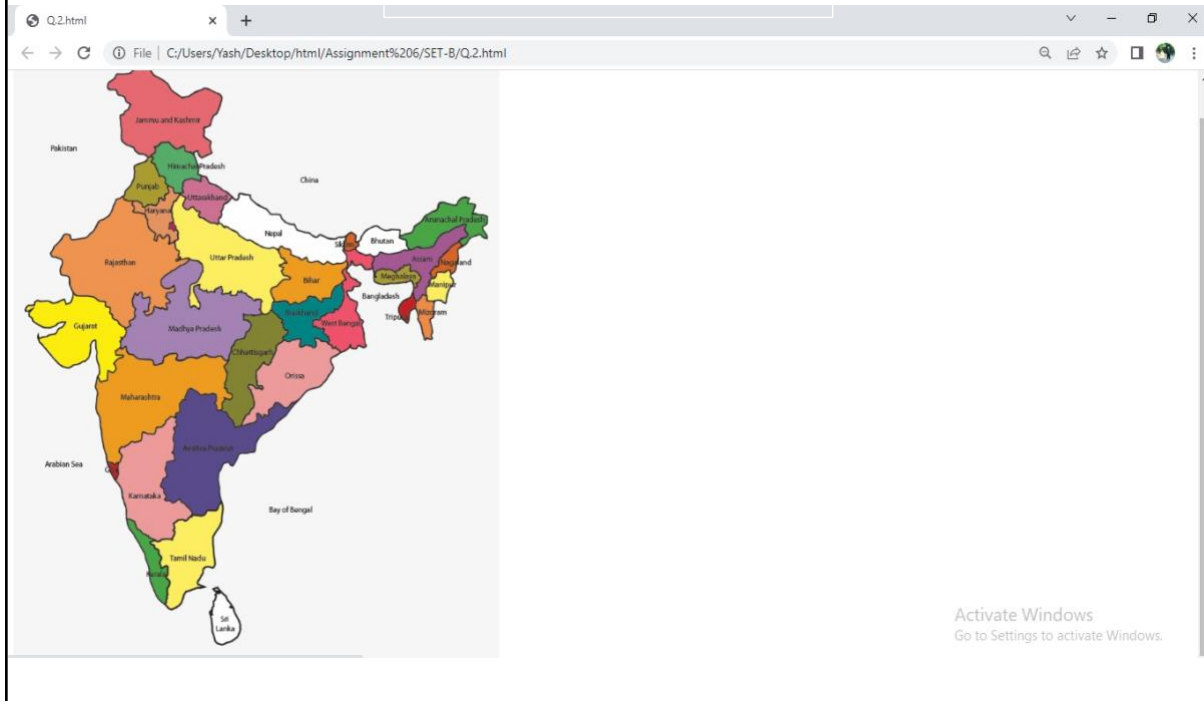 Q.2.html
File | C:/Users/Yash/Desktop/html/Assignment%206/SET-B/Q.2.html
Jammu and Kashmir
Pakistan
Himachal Pradesh
China
Punjab
Uttarakhand
Haryana
Arunachal Pradesh
Nepal
Bhutan
Rajasthan
Uttar Pradesh
Assam
Nagaland
Bihar
Meghalaya
Manipur
Bangladesh
Jharkhand
Tripura
Mizoram
Gujarat
Madhya Pradesh
West Bengal
Chhattisgarh
Orissa
Maharashtra
Andhra Pradesh
Arabian Sea
Karnataka
Bay of Bengal
Tamil Nadu
Kerala
Sri
Lanka
Activate Windows
Go to Settings to activate Windows.